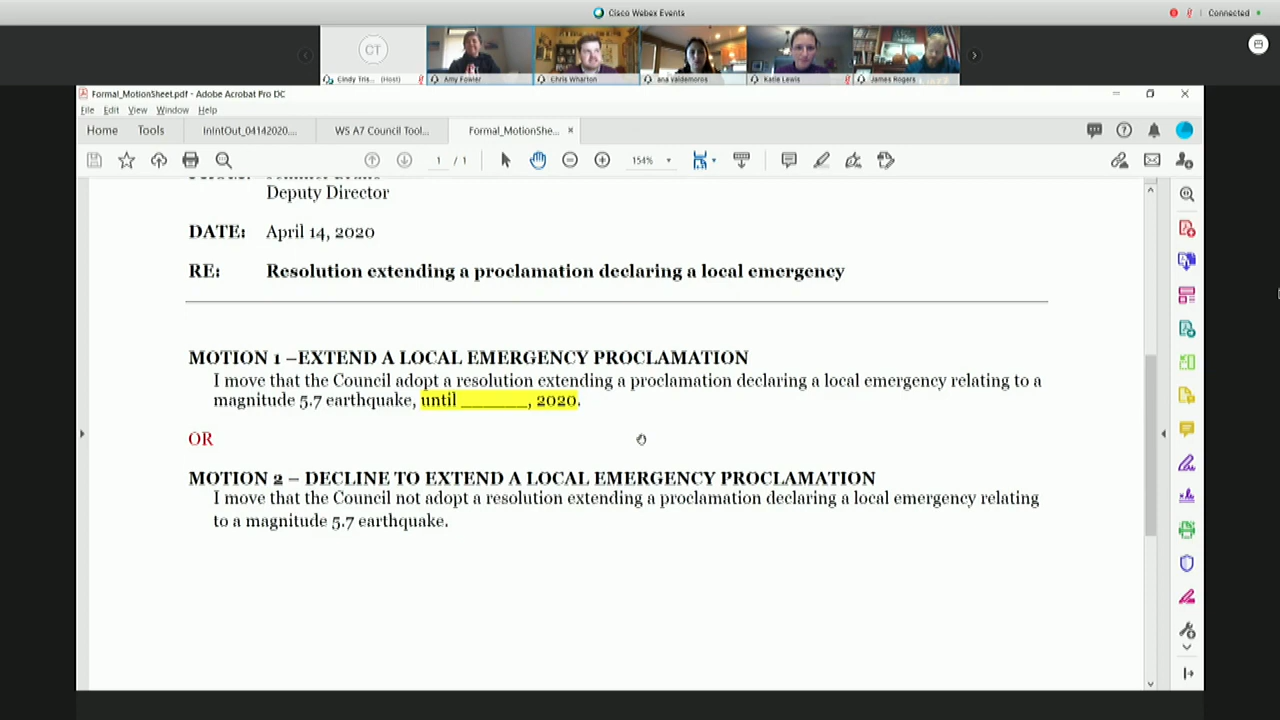 Cisco Webex Events
Connected
CT
Cindy Tris... (Host)
Amy Fowler
Chris Wharton
ana valdemoros
Katie Lewis
James Rogers
Formal_MotionSheet.pdf - Adobe Acrobat Pro DC
File Edit View Window Help
Home Tools InIntOut_04142020.... WS A7 Council Tool... Formal_MotionShe... ×
1 / 1 154%
Deputy Director
DATE: April 14, 2020
RE: Resolution extending a proclamation declaring a local emergency
MOTION 1 –EXTEND A LOCAL EMERGENCY PROCLAMATION
I move that the Council adopt a resolution extending a proclamation declaring a local emergency relating to a
magnitude 5.7 earthquake, until _______, 2020.
OR
MOTION 2 – DECLINE TO EXTEND A LOCAL EMERGENCY PROCLAMATION
I move that the Council not adopt a resolution extending a proclamation declaring a local emergency relating
to a magnitude 5.7 earthquake.